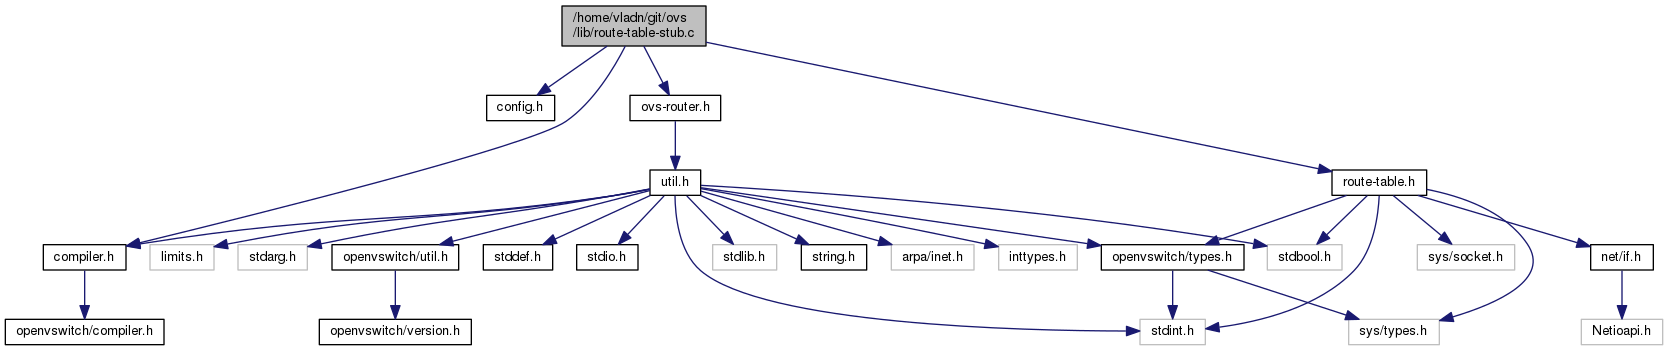 /home/vladn/git/ovs
/lib/route-table-stub.c
config.h
ovs-router.h
util.h
route-table.h
compiler.h
limits.h
stdarg.h
openvswitch/util.h
stddef.h
stdio.h
stdlib.h
string.h
arpa/inet.h
inttypes.h
openvswitch/types.h
stdbool.h
sys/socket.h
net/if.h
openvswitch/compiler.h
openvswitch/version.h
stdint.h
sys/types.h
Netioapi.h